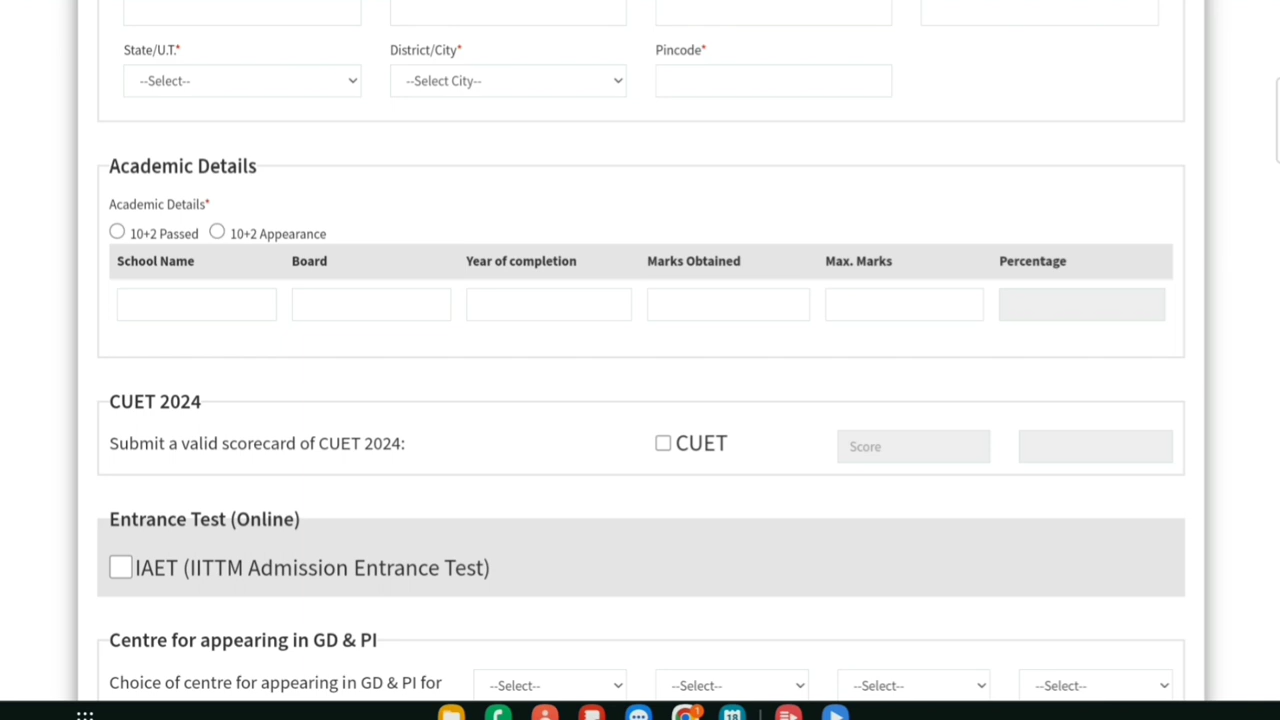 State/U.T.* District/City* Pincode*
--Select-- --Select City--
Academic Details
Academic Details*
10+2 Passed 10+2 Appearance
School Name Board Year of completion Marks Obtained Max. Marks Percentage
CUET 2024
Submit a valid scorecard of CUET 2024: CUET Score
Entrance Test (Online)
IAET (IITTM Admission Entrance Test)
Centre for appearing in GD & PI
Choice of centre for appearing in GD & PI for --Select-- --Select-- --Select-- --Select--
1
18